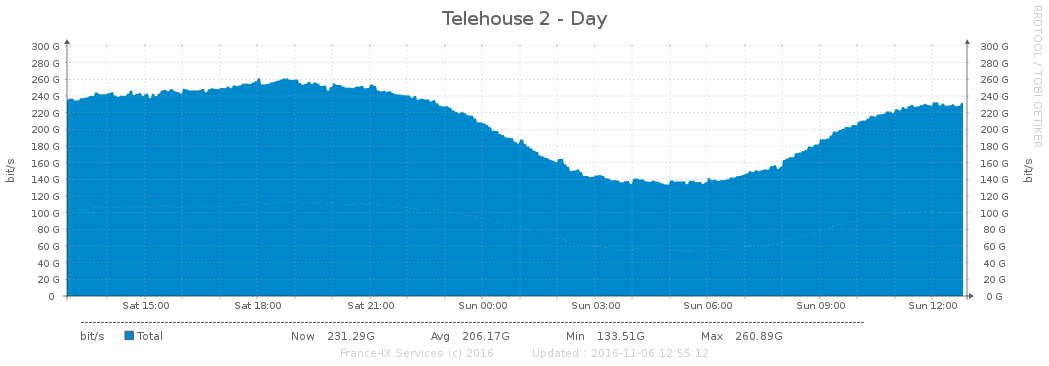 Telehouse 2 - Day
RRDTOOL / TOBI OETIKER
300 G 300 G
280 G 280 G
260 G 260 G
240 G 240 G
220 G 220 G
200 G 200 G
180 G 180 G
160 G 160 G
140 G 140 G
120 G 120 G
100 G 100 G
80 G 80 G
60 G 60 G
40 G 40 G
20 G 20 G
0 0 G
bit/s bit/s
Sat 15:00 Sat 18:00 Sat 21:00 Sun 00:00 Sun 03:00 Sun 06:00 Sun 09:00 Sun 12:00
bit/s Total Now 231.29G Avg 206.17G Min 133.51G Max 260.89G
France-IX Services (c) 2016 Updated : 2016-11-06 12:55:12